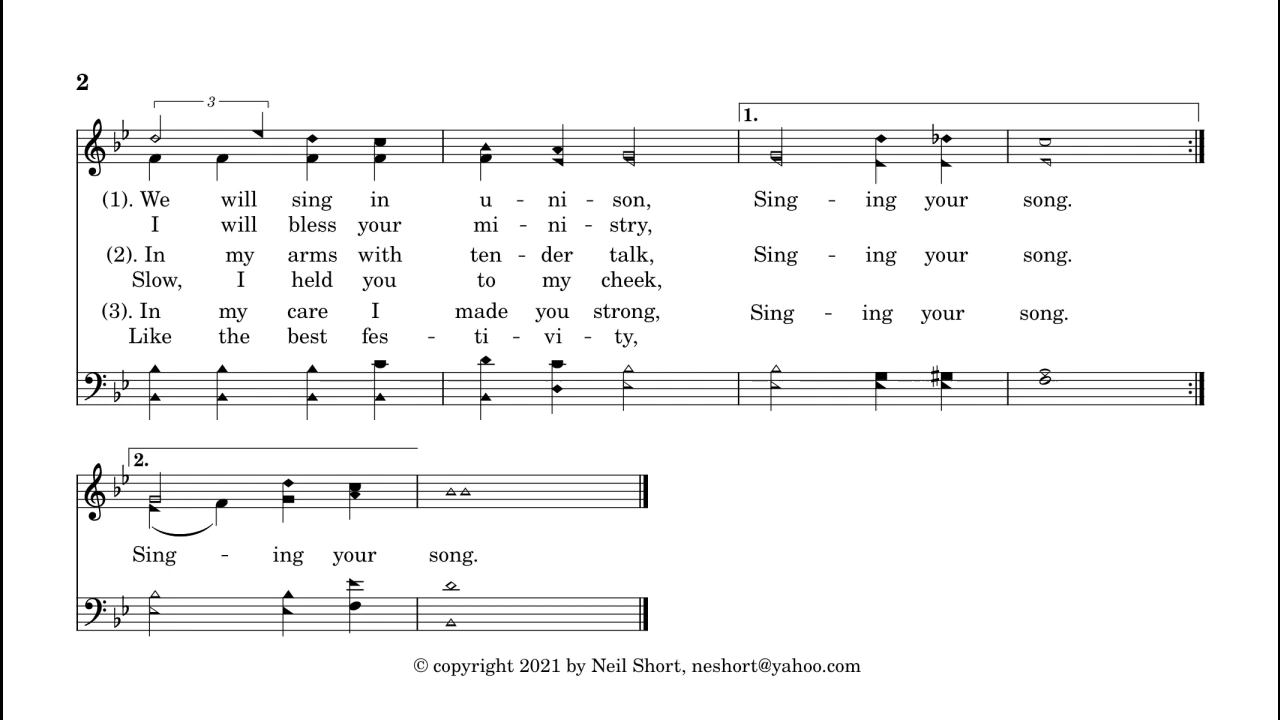 2
3
1.
(1). We will sing in u - ni - son, Sing - ing your song.
I will bless your mi - ni - stry,
(2). In my arms with ten - der talk, Sing - ing your song.
Slow, I held you to my cheek,
(3). In my care I made you strong, Sing - ing your song.
Like the best fes - ti - vi - ty,
2.
Sing - ing your song.
© copyright 2021 by Neil Short, neshort@yahoo.com